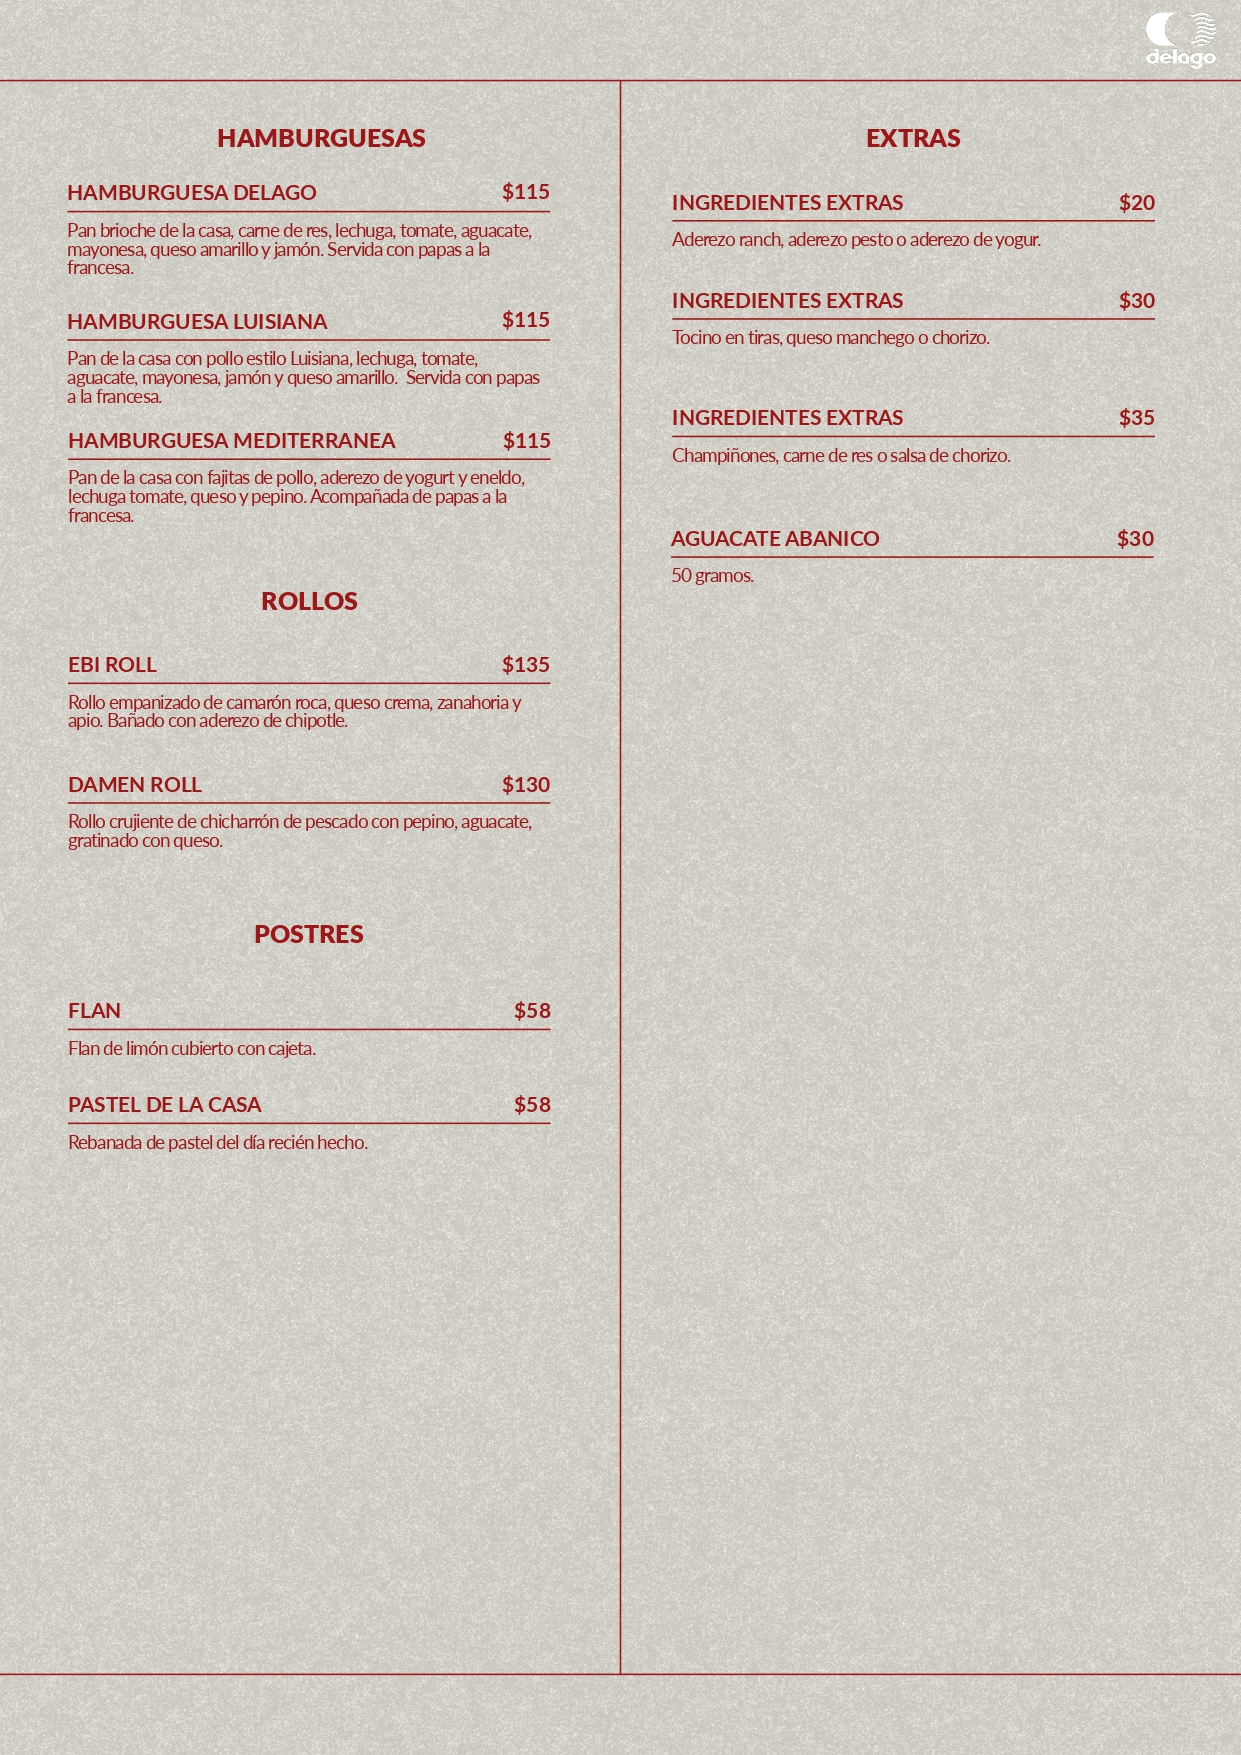 delago
HAMBURGUESAS
HAMBURGUESA DELAGO $115
Pan brioche de la casa, carne de res, lechuga, tomate, aguacate,
mayonesa, queso amarillo y jamón. Servida con papas a la
francesa.
HAMBURGUESA LUISIANA $115
Pan de la casa con pollo estilo Luisiana, lechuga, tomate,
aguacate, mayonesa, jamón y queso amarillo. Servida con papas
a la francesa.
HAMBURGUESA MEDITERRANEA $115
Pan de la casa con fajitas de pollo, aderezo de yogurt y eneldo,
lechuga tomate, queso y pepino. Acompañada de papas a la
francesa.
ROLLOS
EBI ROLL $135
Rollo empanizado de camarón roca, queso crema, zanahoria y
apio. Bañado con aderezo de chipotle.
DAMEN ROLL $130
Rollo crujiente de chicharrón de pescado con pepino, aguacate,
gratinado con queso.
POSTRES
FLAN $58
Flan de limón cubierto con cajeta.
PASTEL DE LA CASA $58
Rebanada de pastel del día recién hecho.
EXTRAS
INGREDIENTES EXTRAS $20
Aderezo ranch, aderezo pesto o aderezo de yogur.
INGREDIENTES EXTRAS $30
Tocino en tiras, queso manchego o chorizo.
INGREDIENTES EXTRAS $35
Champiñones, carne de res o salsa de chorizo.
AGUACATE ABANICO $30
50 gramos.